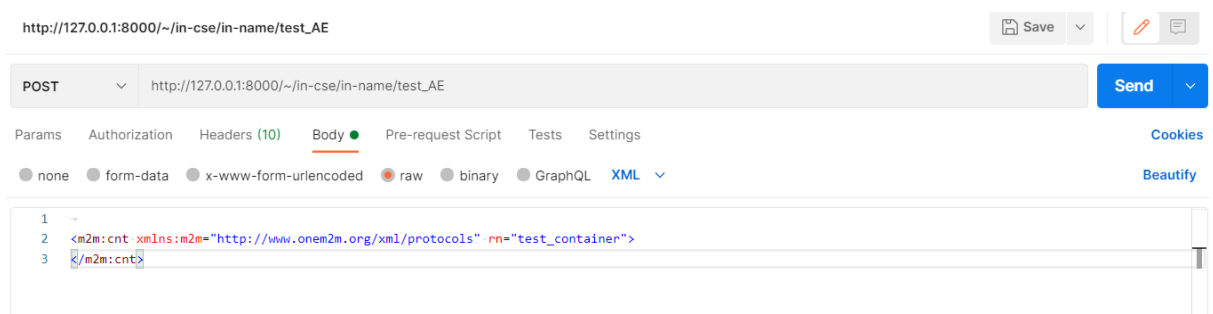 http://127.0.0.1:8000/~/in-cse/in-name/test_AE Save
POST http://127.0.0.1:8000/~/in-cse/in-name/test_AE Send
Params Authorization Headers (10) Body Pre-request Script Tests Settings Cookies
none form-data x-www-form-urlencoded raw binary GraphQL XML Beautify
1
2 <m2m:cnt xmlns:m2m="http://www.onem2m.org/xml/protocols" rn="test_container">
3 </m2m:cnt>